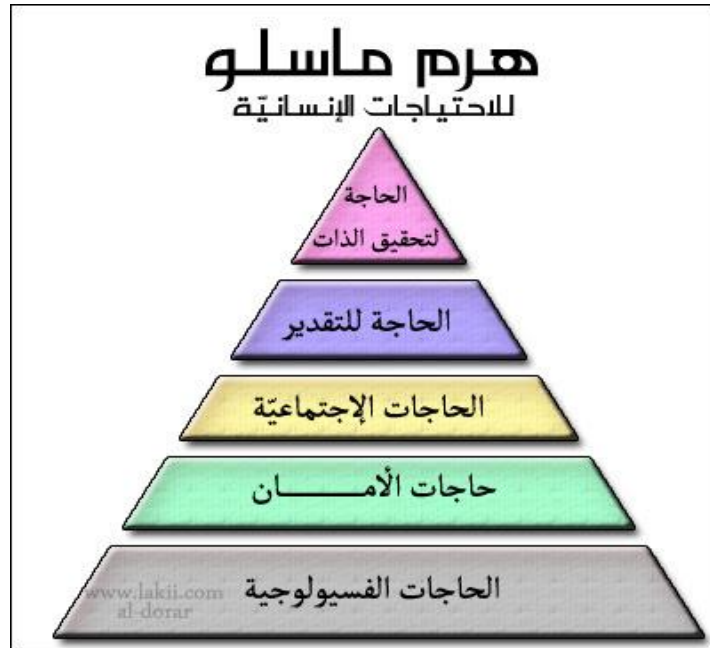 هرم ماسلو
للاحتياجات الإنسانيّة
الحاجة
لتحقيق الذات
الحاجة للتقدير
الحاجات الإجتماعيّة
حاجات الأمـــــــان
الحاجات الفسيولوجية
www.lakii.com
al-dorar